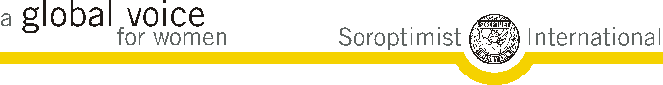 a global voice
for women
Soroptimist International